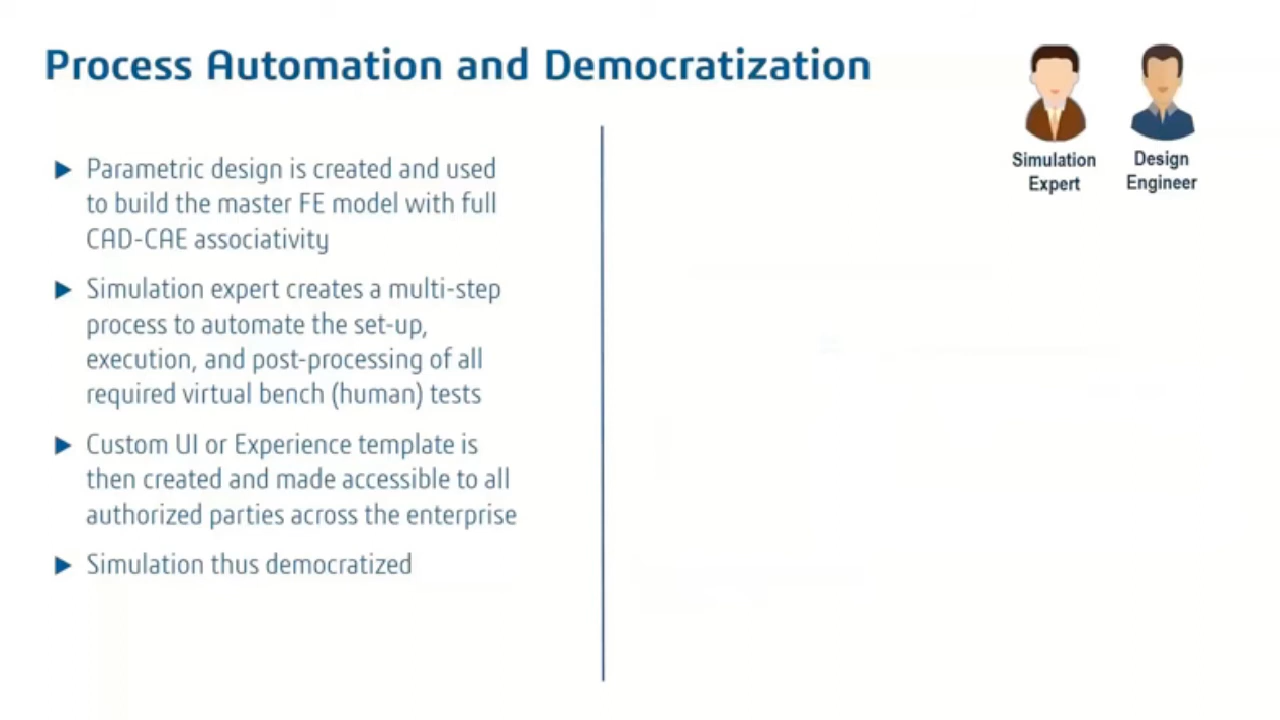 Process Automation and Democratization
Simulation
Expert
Design
Engineer
Parametric design is created and used
to build the master FE model with full
CAD-CAE associativity
Simulation expert creates a multi-step
process to automate the set-up,
execution, and post-processing of all
required virtual bench (human) tests
Custom UI or Experience template is
then created and made accessible to all
authorized parties across the enterprise
Simulation thus democratized